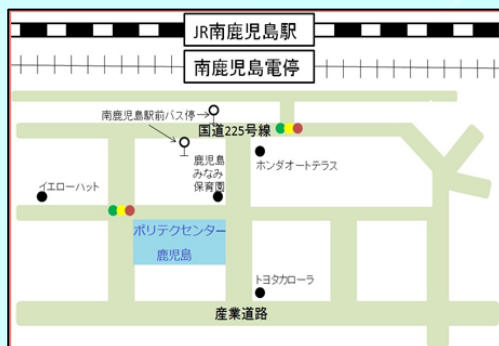 JR南鹿児島駅
南鹿児島電停
南鹿児島駅前バス停
国道225号線
鹿児島
みなみ
保育園
ホンダオートテラス
イエローハット
ポリテクセンター
鹿児島
トヨタカローラ
産業道路